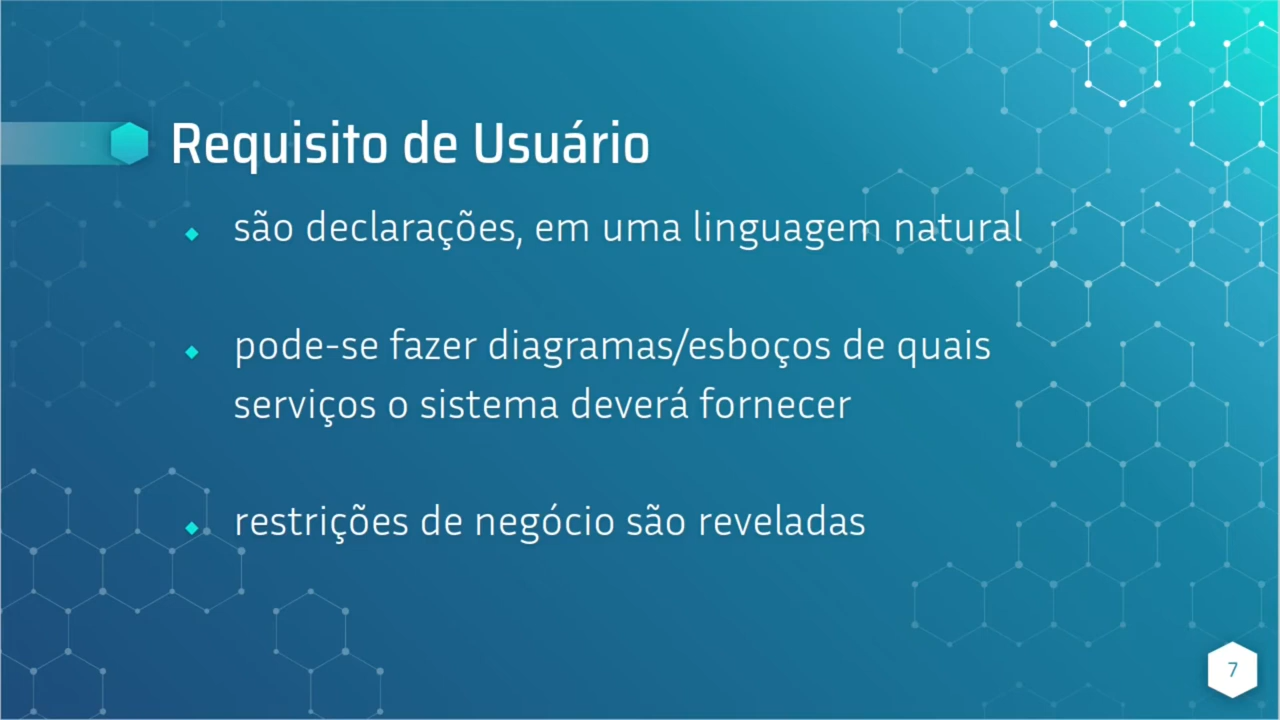 Requisito de Usuário
são declarações, em uma linguagem natural
pode-se fazer diagramas/esboços de quais
serviços o sistema deverá fornecer
restrições de negócio são reveladas
7